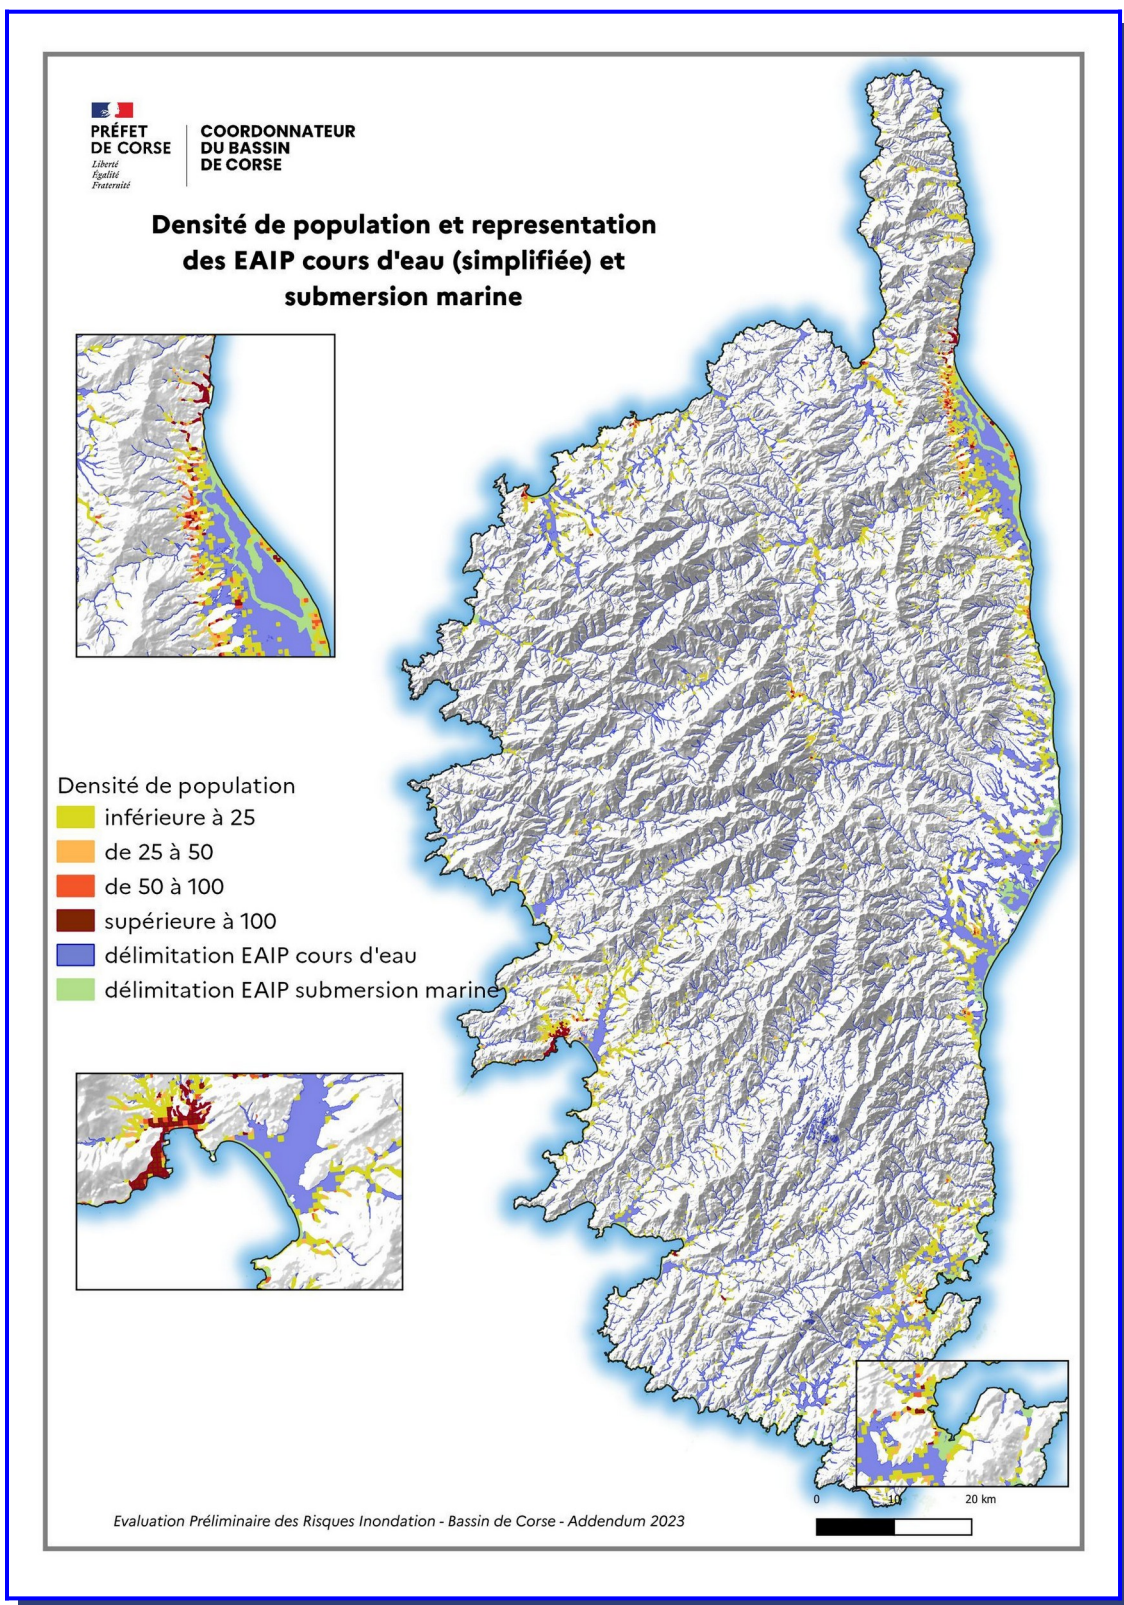 PRÉFET
DE CORSE
Liberté
Égalité
Fraternité
COORDONNATEUR
DU BASSIN
DE CORSE
Densité de population et representation
des EAIP cours d'eau (simplifiée) et
submersion marine
Densité de population
inférieure à 25
de 25 à 50
de 50 à 100
supérieure à 100
délimitation EAIP cours d'eau
délimitation EAIP submersion marine
0 10 20 km
Evaluation Préliminaire des Risques Inondation - Bassin de Corse - Addendum 2023